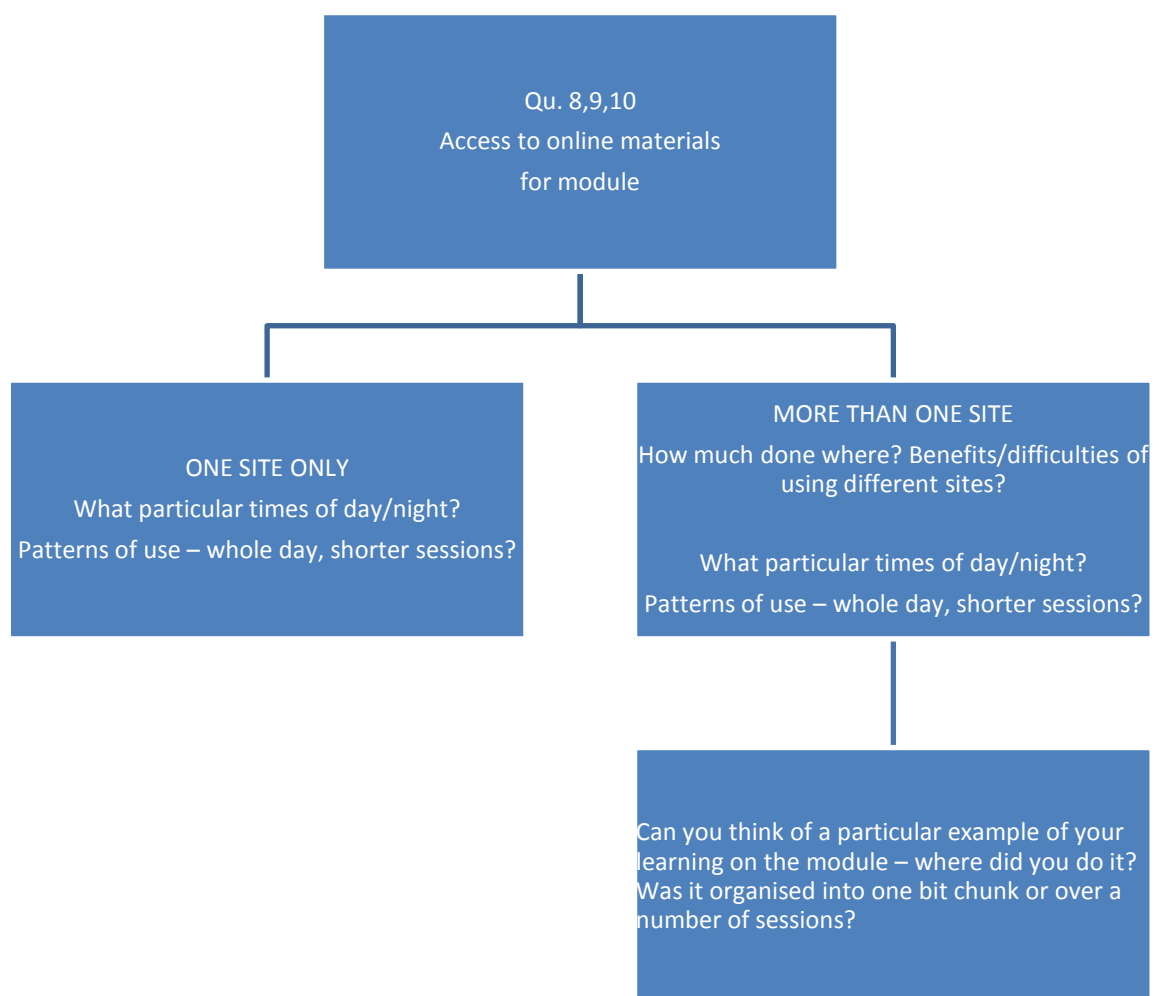 Qu. 8,9,10
Access to online materials
for module
ONE SITE ONLY
What particular times of day/night?
Patterns of use – whole day, shorter sessions?
MORE THAN ONE SITE
How much done where? Benefits/difficulties of
using different sites?
What particular times of day/night?
Patterns of use – whole day, shorter sessions?
Can you think of a particular example of your
learning on the module – where did you do it?
Was it organised into one bit chunk or over a
number of sessions?